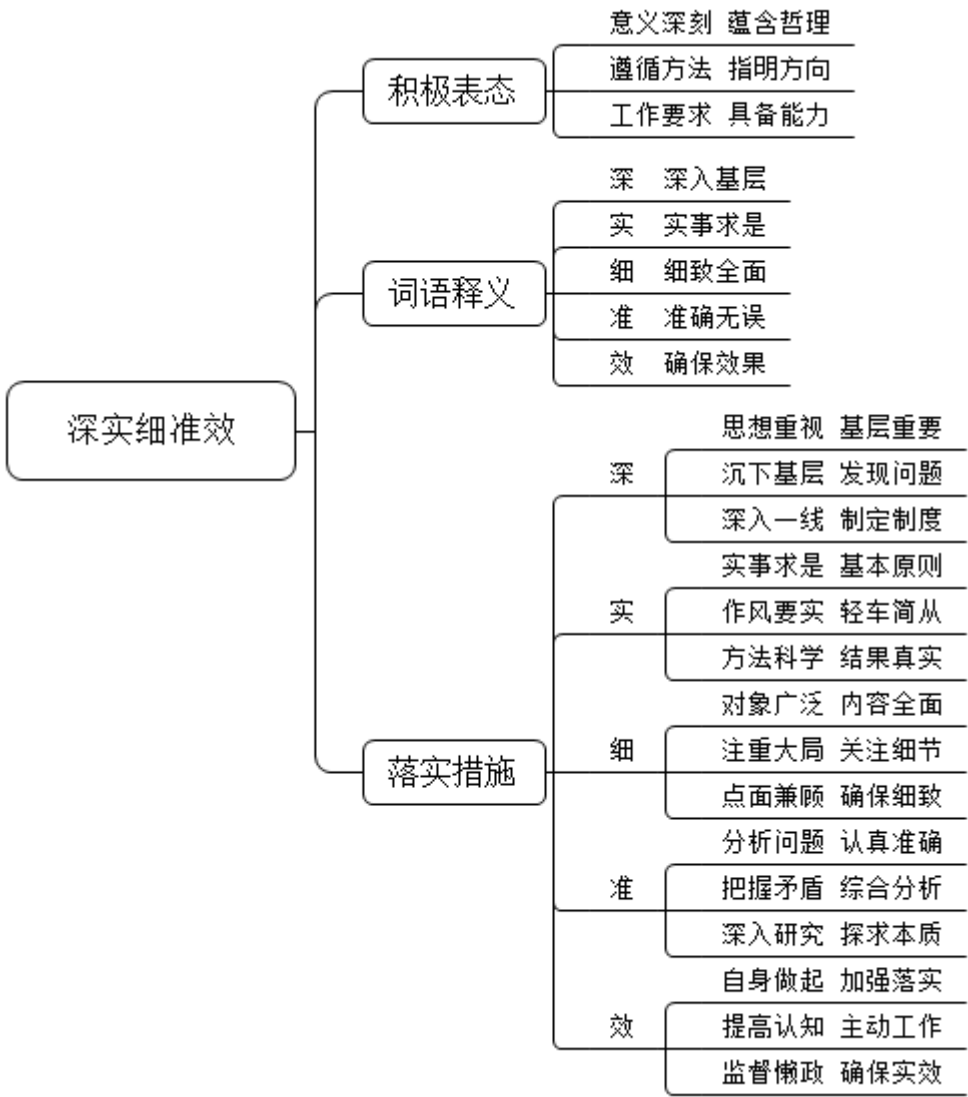 深实细准效
积极表态
意义深刻 蕴含哲理
遵循方法 指明方向
工作要求 具备能力
词语释义
深 深入基层
实 实事求是
细 细致全面
准 准确无误
效 确保效果
落实措施
深
思想重视 基层重要
沉下基层 发现问题
深入一线 制定制度
实
实事求是 基本原则
作风要实 轻车简从
方法科学 结果真实
细
对象广泛 内容全面
注重大局 关注细节
点面兼顾 确保细致
准
分析问题 认真准确
把握矛盾 综合分析
深入研究 探求本质
效
自身做起 加强落实
提高认知 主动工作
监督懒政 确保实效